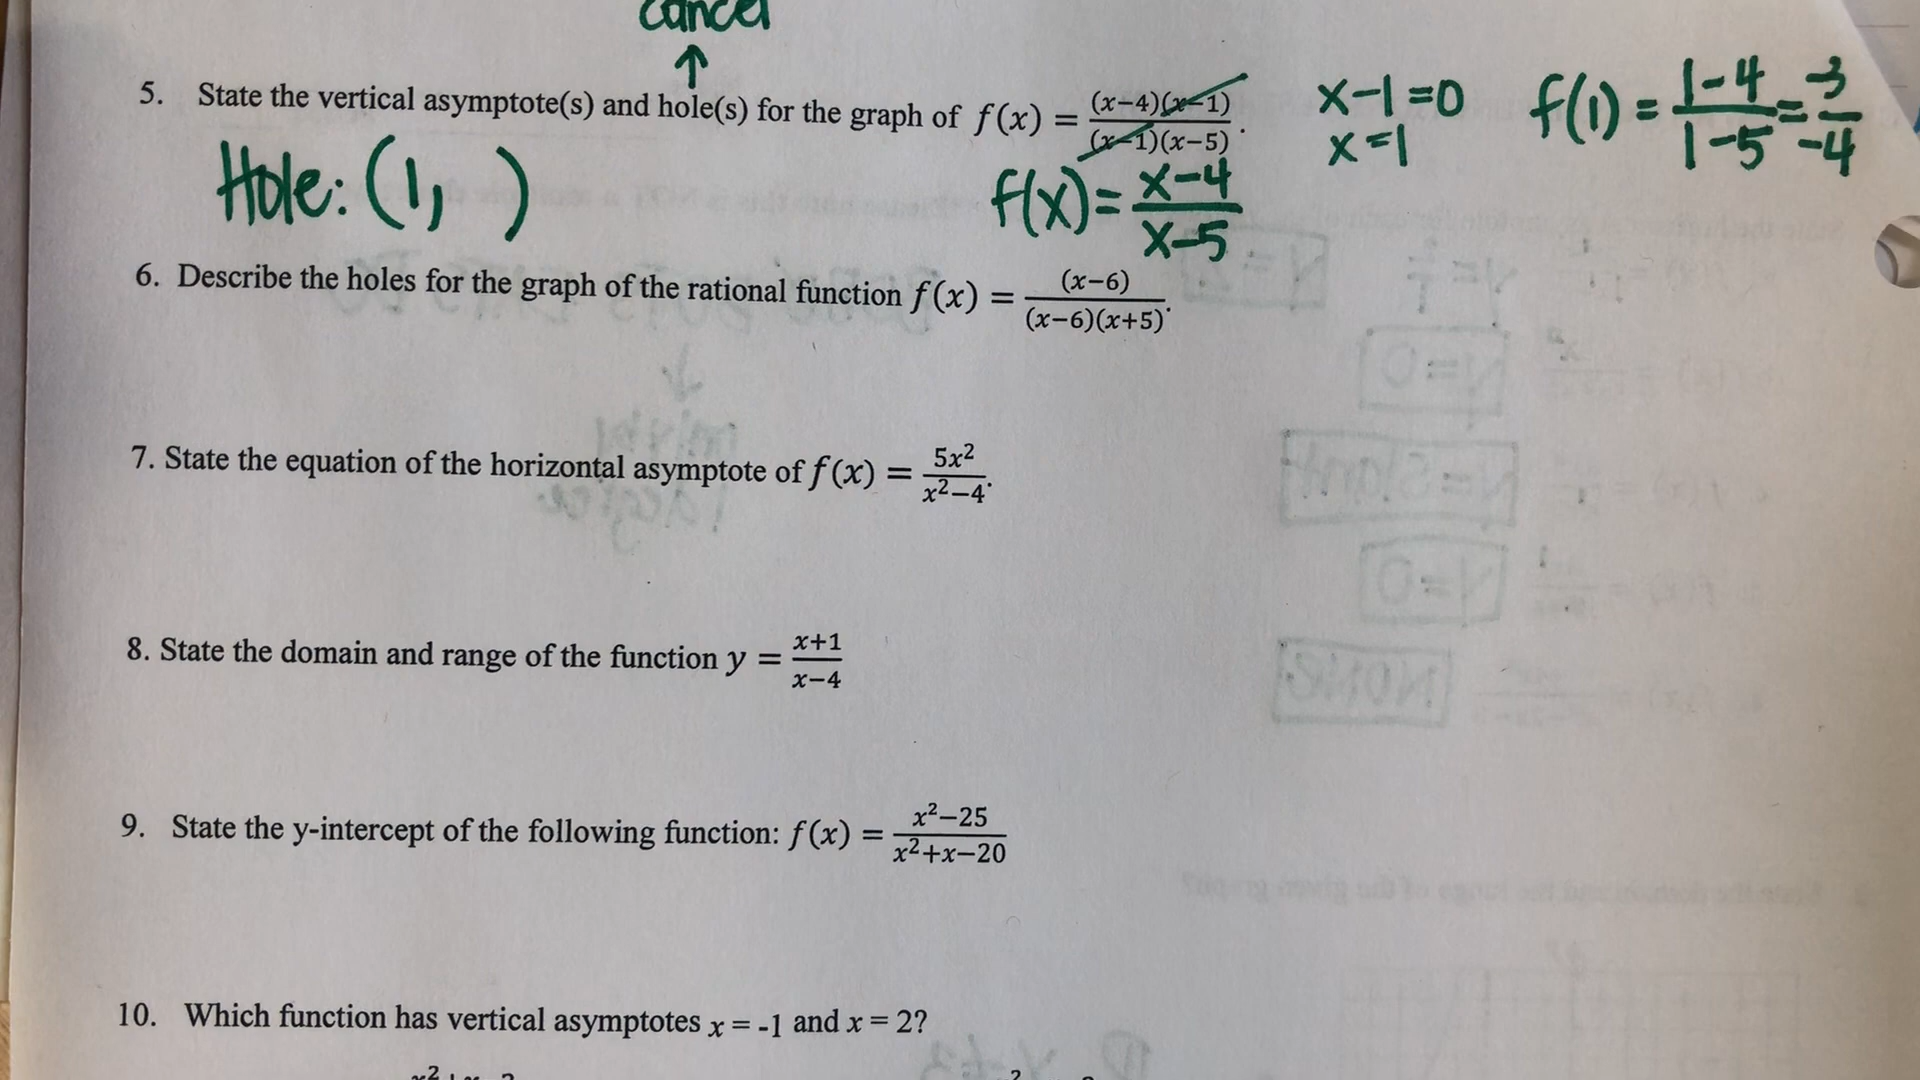 cancel
↑
5. State the vertical asymptote(s) and hole(s) for the graph of f(x) = (x−4)(x−1) / (x−1)(x−5).
x-1=0
x=1
f(1) = 1-4 / 1-5 = -3 / -4
Hole: (1, )
f(x) = x-4 / x-5
6. Describe the holes for the graph of the rational function f(x) = (x−6) / (x−6)(x+5).
7. State the equation of the horizontal asymptote of f(x) = 5x² / x²−4.
8. State the domain and range of the function y = x+1 / x−4
9. State the y-intercept of the following function: f(x) = x²−25 / x²+x−20
10. Which function has vertical asymptotes x = -1 and x = 2?